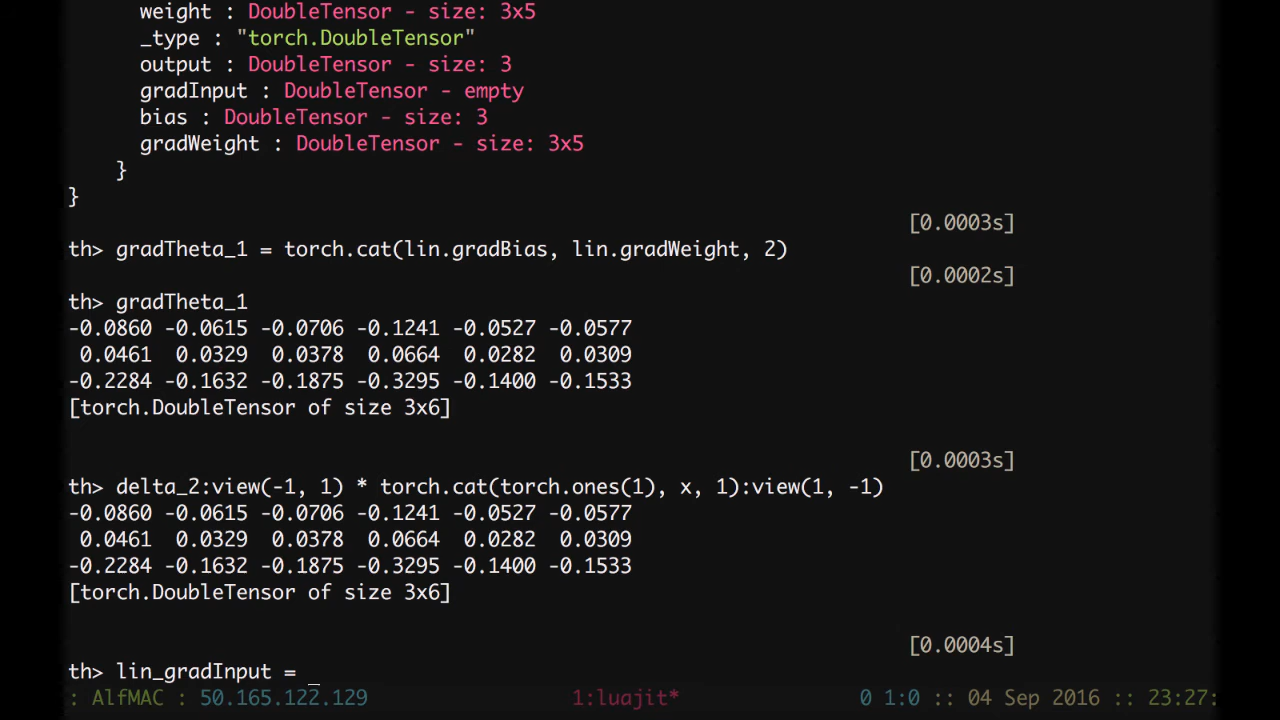 weight : DoubleTensor - size: 3x5
_type : "torch.DoubleTensor"
output : DoubleTensor - size: 3
gradInput : DoubleTensor - empty
bias : DoubleTensor - size: 3
gradWeight : DoubleTensor - size: 3x5
}
}
[0.0003s]
th> gradTheta_1 = torch.cat(lin.gradBias, lin.gradWeight, 2)
[0.0002s]
th> gradTheta_1
-0.0860 -0.0615 -0.0706 -0.1241 -0.0527 -0.0577
0.0461 0.0329 0.0378 0.0664 0.0282 0.0309
-0.2284 -0.1632 -0.1875 -0.3295 -0.1400 -0.1533
[torch.DoubleTensor of size 3x6]
[0.0003s]
th> delta_2:view(-1, 1) * torch.cat(torch.ones(1), x, 1):view(1, -1)
-0.0860 -0.0615 -0.0706 -0.1241 -0.0527 -0.0577
0.0461 0.0329 0.0378 0.0664 0.0282 0.0309
-0.2284 -0.1632 -0.1875 -0.3295 -0.1400 -0.1533
[torch.DoubleTensor of size 3x6]
[0.0004s]
th> lin_gradInput = _
: AlfMAC : 50.165.122.129 1:luajit* 0 1:0 :: 04 Sep 2016 :: 23:27: